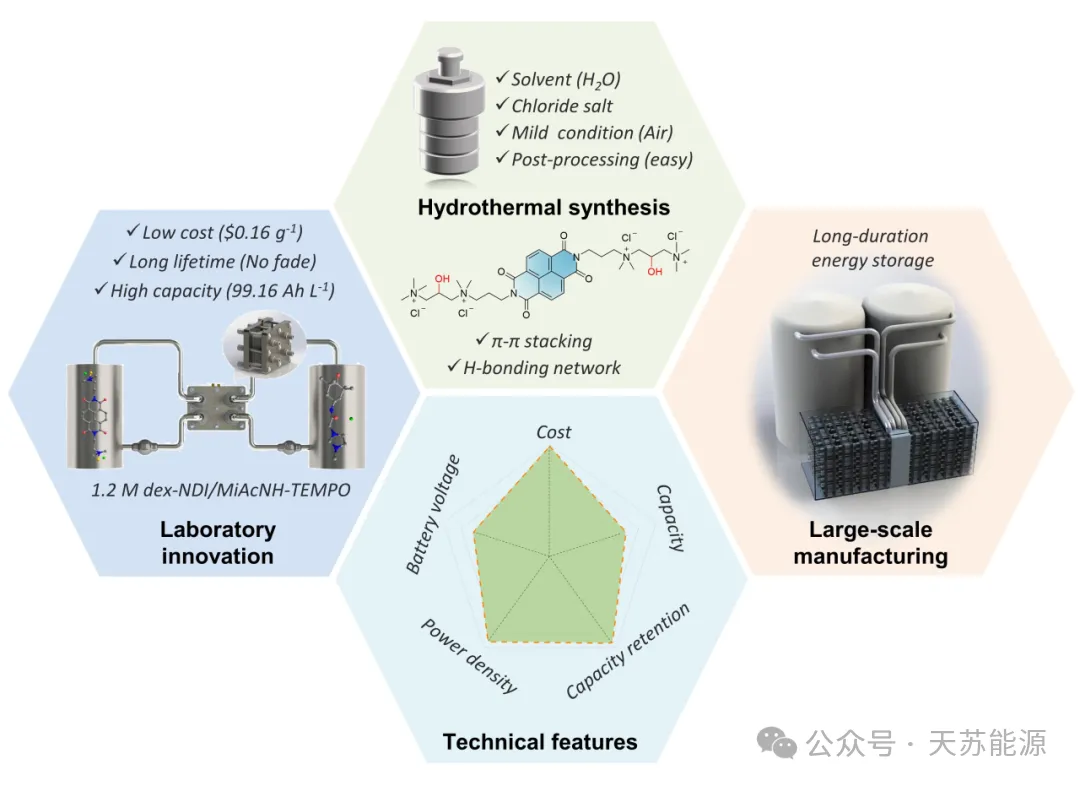 ✓Solvent (H₂O)
✓Chloride salt
✓Mild condition (Air)
✓Post-processing (easy)
Hydrothermal synthesis
O
O
N
N
O
O
OH
OH
N
+
N
+
N
+
N
+
Cl⁻
Cl⁻
Cl⁻
Cl⁻
✓π-π stacking
✓H-bonding network
✓Low cost ($0.16 g⁻¹)
✓Long lifetime (No fade)
✓High capacity (99.16 Ah L⁻¹)
1.2 M dex-NDI/MiAcNH-TEMPO
Laboratory
innovation
Cost
Capacity
Capacity retention
Power density
Battery voltage
Technical features
Long-duration
energy storage
Large-scale
manufacturing
公众号 · 天苏能源